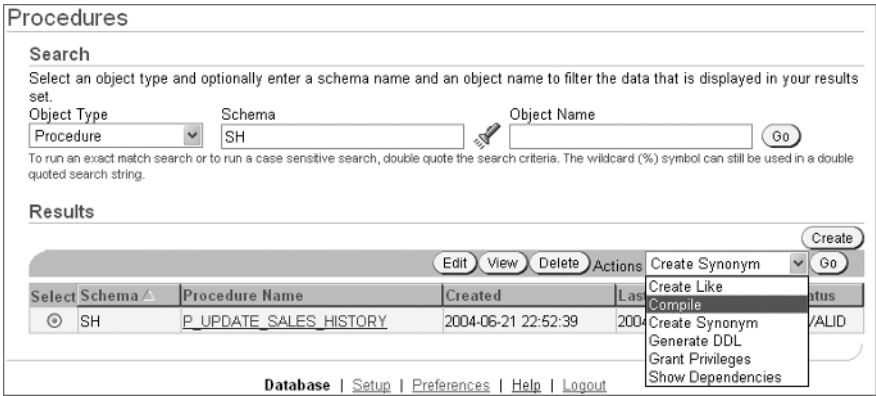 Procedures
Search
Select an object type and optionally enter a schema name and an object name to filter the data that is displayed in your results
set.
Object Type Schema Object Name
Procedure SH Go
To run an exact match search or to run a case sensitive search, double quote the search criteria. The wildcard (%) symbol can still be used in a double
quoted search string.
Results
Create
Edit View Delete Actions Create Synonym Go
Create Like
Select Schema Procedure Name Created Las atus
Compile
SH P_UPDATE_SALES_HISTORY 2004-06-21 22:52:39 2004 VALID
Create Synonym
Generate DDL
Grant Privileges
Show Dependencies
Database | Setup | Preferences | Help | Logout